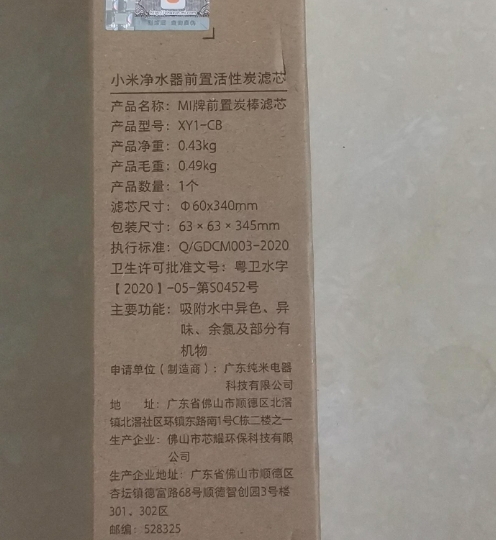 小米净水器前置活性炭滤芯
产品名称：MI牌前置炭棒滤芯
产品型号：XY1-CB
产品净重：0.43kg
产品毛重：0.49kg
产品数量：1个
滤芯尺寸：Φ60x340mm
包装尺寸：63×63×345mm
执行标准：Q/GDCM003-2020
卫生许可批准文号：粤卫水字
【2020】-05-第S0452号
主要功能：吸附水中异色、异
味、余氯及部分有
机物
申请单位（制造商）：广东纯米电器
科技有限公司
地 址：广东省佛山市顺德区北滘
镇北滘社区环镇东路南1号C栋二楼之一
生产企业：佛山市芯耀环保科技有限
公司
生产企业地址：广东省佛山市顺德区
杏坛镇德富路68号顺德智创园3号楼
301、302区
邮编：528325